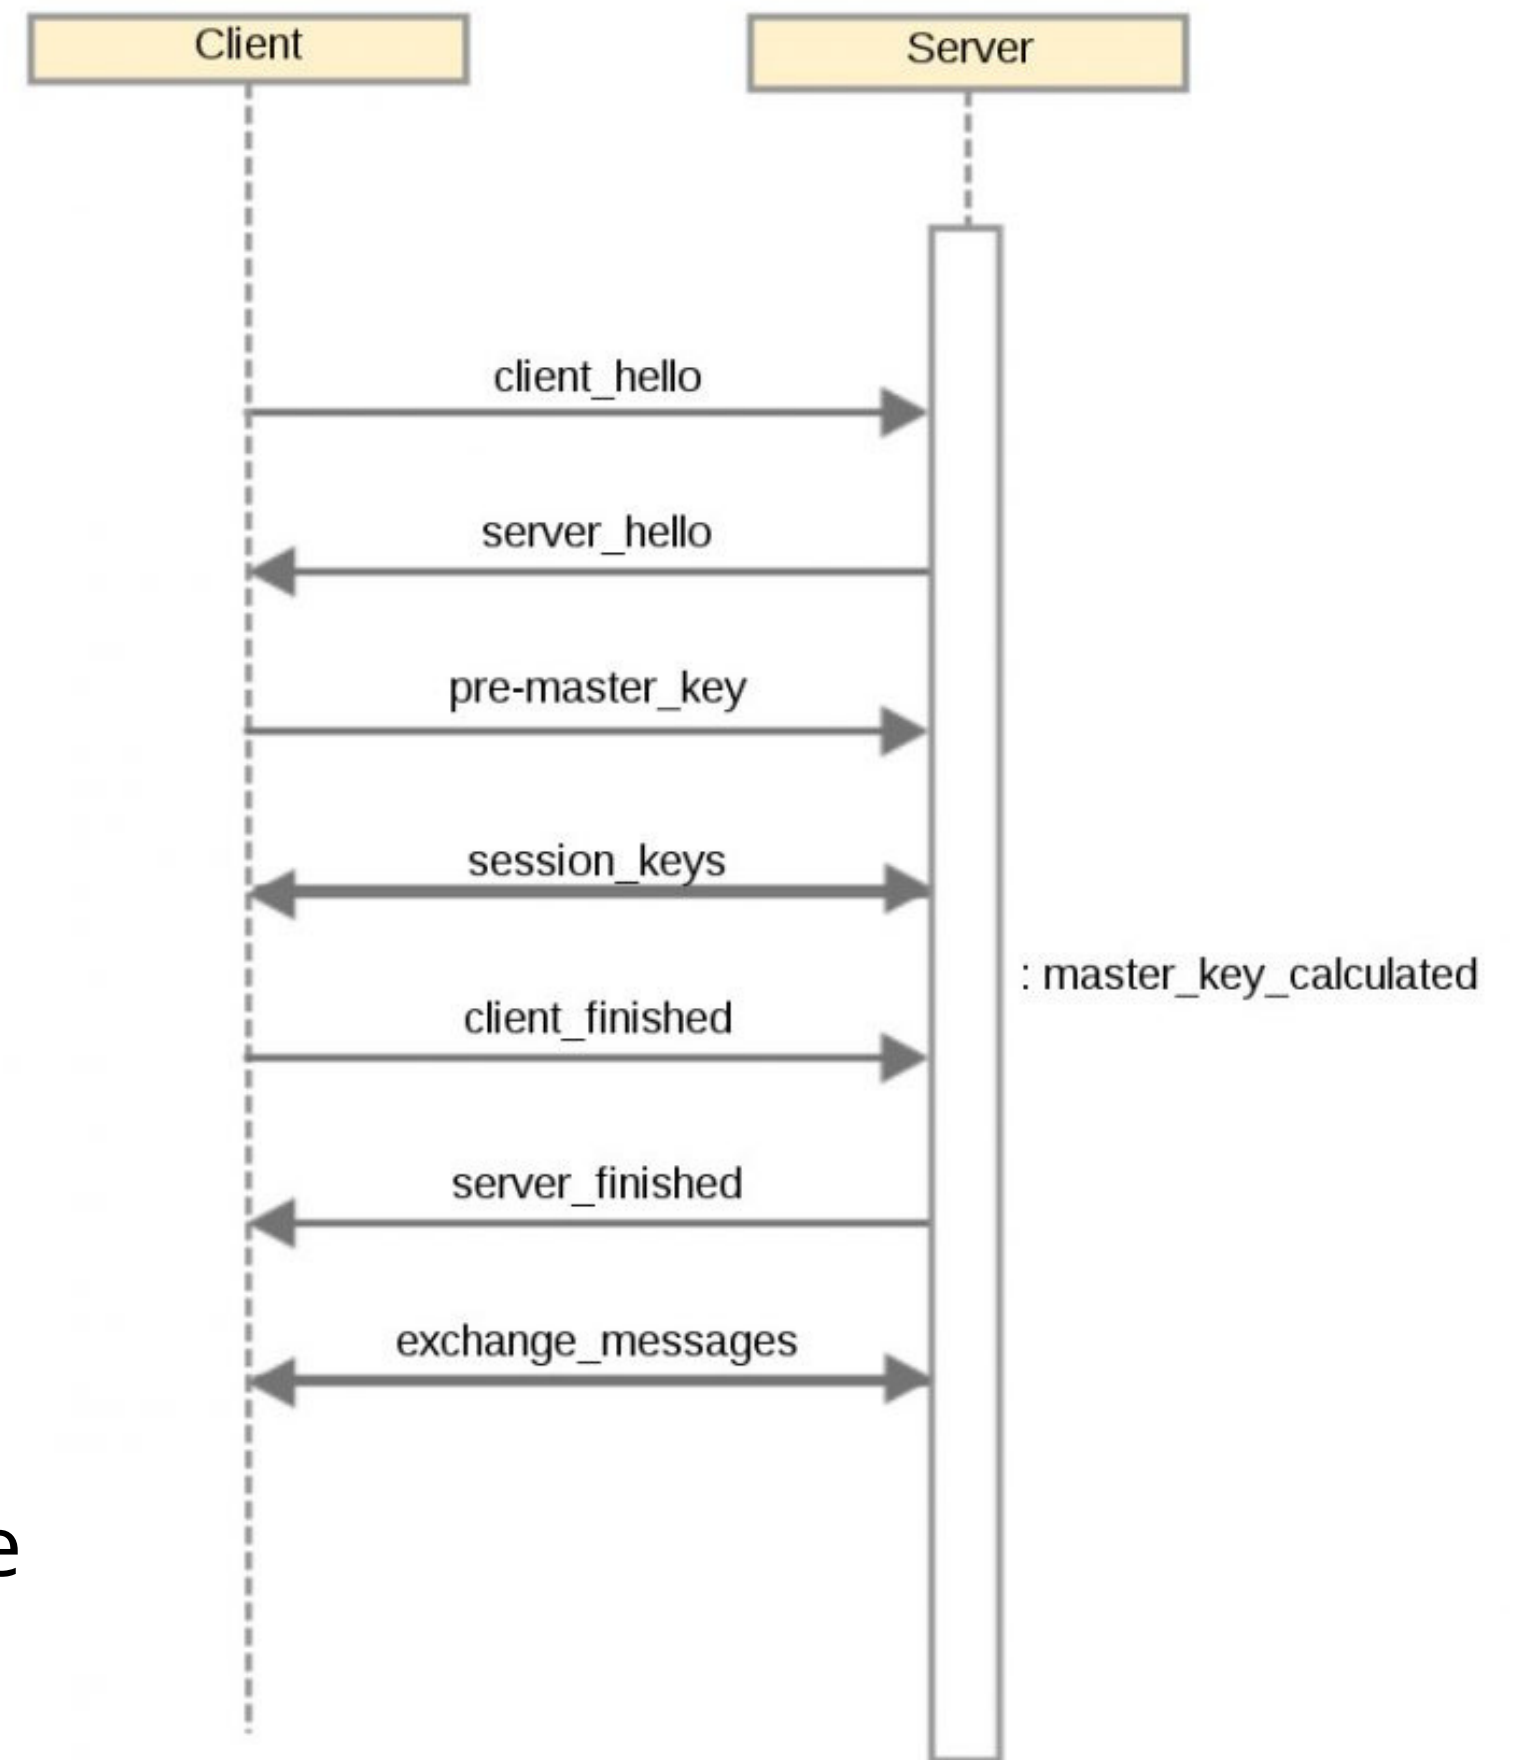 Client
Server
client_hello
server_hello
pre-master_key
session_keys
: master_key_calculated
client_finished
server_finished
exchange_messages
e